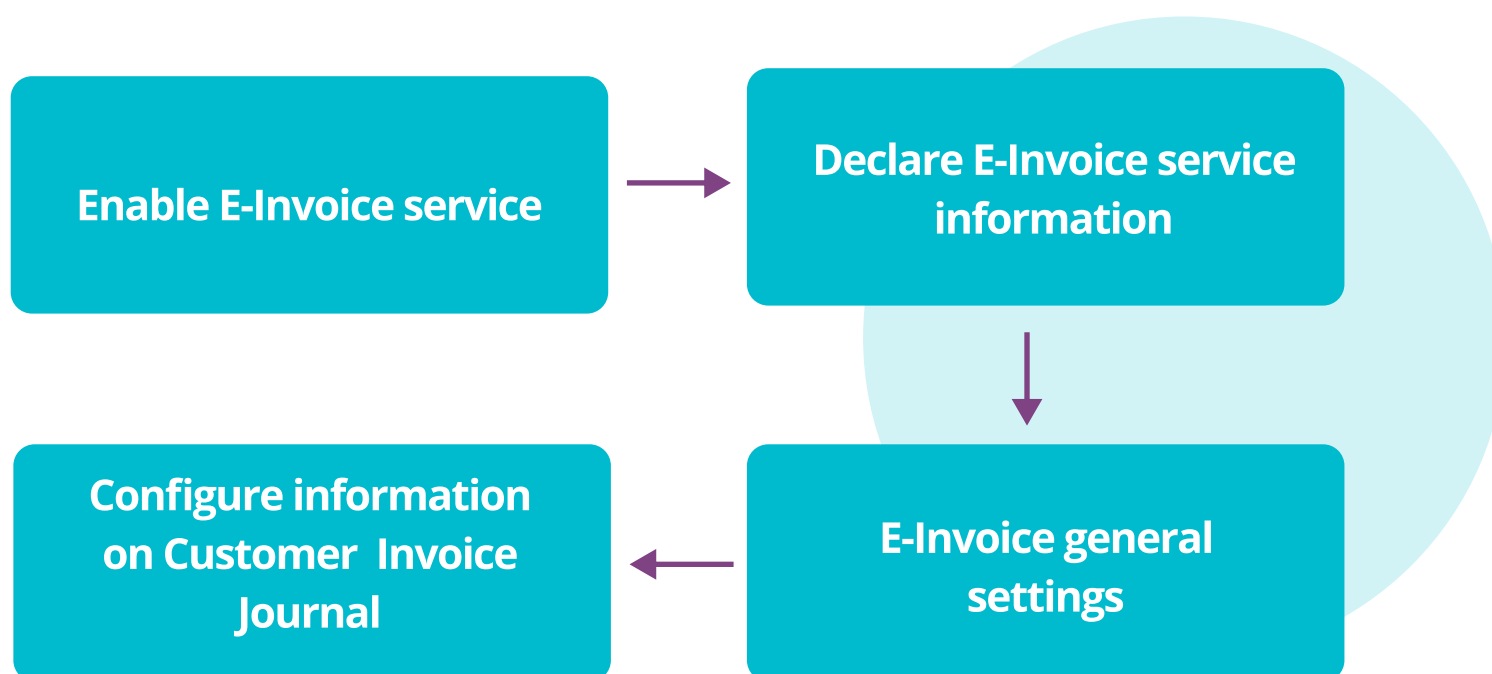 Enable E-Invoice service
Declare E-Invoice service
information
E-Invoice general
settings
Configure information
on Customer  Invoice
Journal